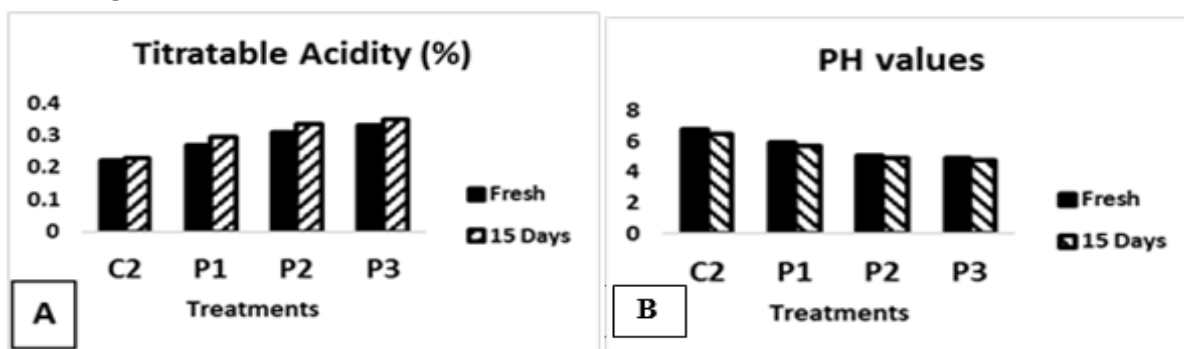 Titratable Acidity (%)
0.4
0.3
0.2
0.1
0
C2 P1 P2 P3
Treatments
Fresh
15 Days
A
PH values
8
6
4
2
0
C2 P1 P2 P3
Treatments
Fresh
15 Days
B